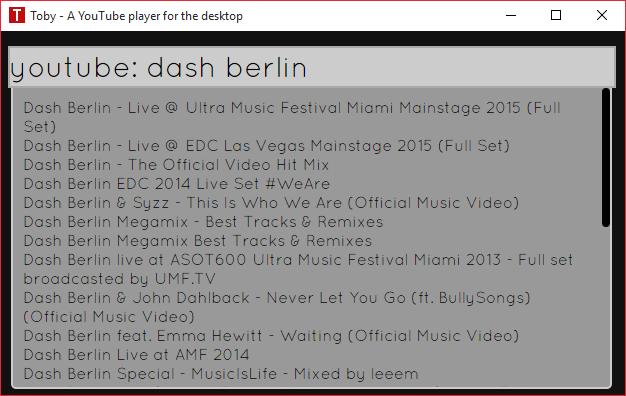 Toby - A YouTube player for the desktop
youtube: dash berlin
Dash Berlin - Live @ Ultra Music Festival Miami Mainstage 2015 (Full
Set)
Dash Berlin - Live @ EDC Las Vegas Mainstage 2015 (Full Set)
Dash Berlin - The Official Video Hit Mix
Dash Berlin EDC 2014 Live Set #WeAre
Dash Berlin & Syzz - This Is Who We Are (Official Music Video)
Dash Berlin Megamix - Best Tracks & Remixes
Dash Berlin Megamix Best Tracks & Remixes
Dash Berlin live at ASOT600 Ultra Music Festival Miami 2013 - Full set
broadcasted by UMF.TV
Dash Berlin & John Dahlback - Never Let You Go (ft. BullySongs)
(Official Music Video)
Dash Berlin feat. Emma Hewitt - Waiting (Official Music Video)
Dash Berlin Live at AMF 2014
Dash Berlin Special - MusicIsLife - Mixed by leeem